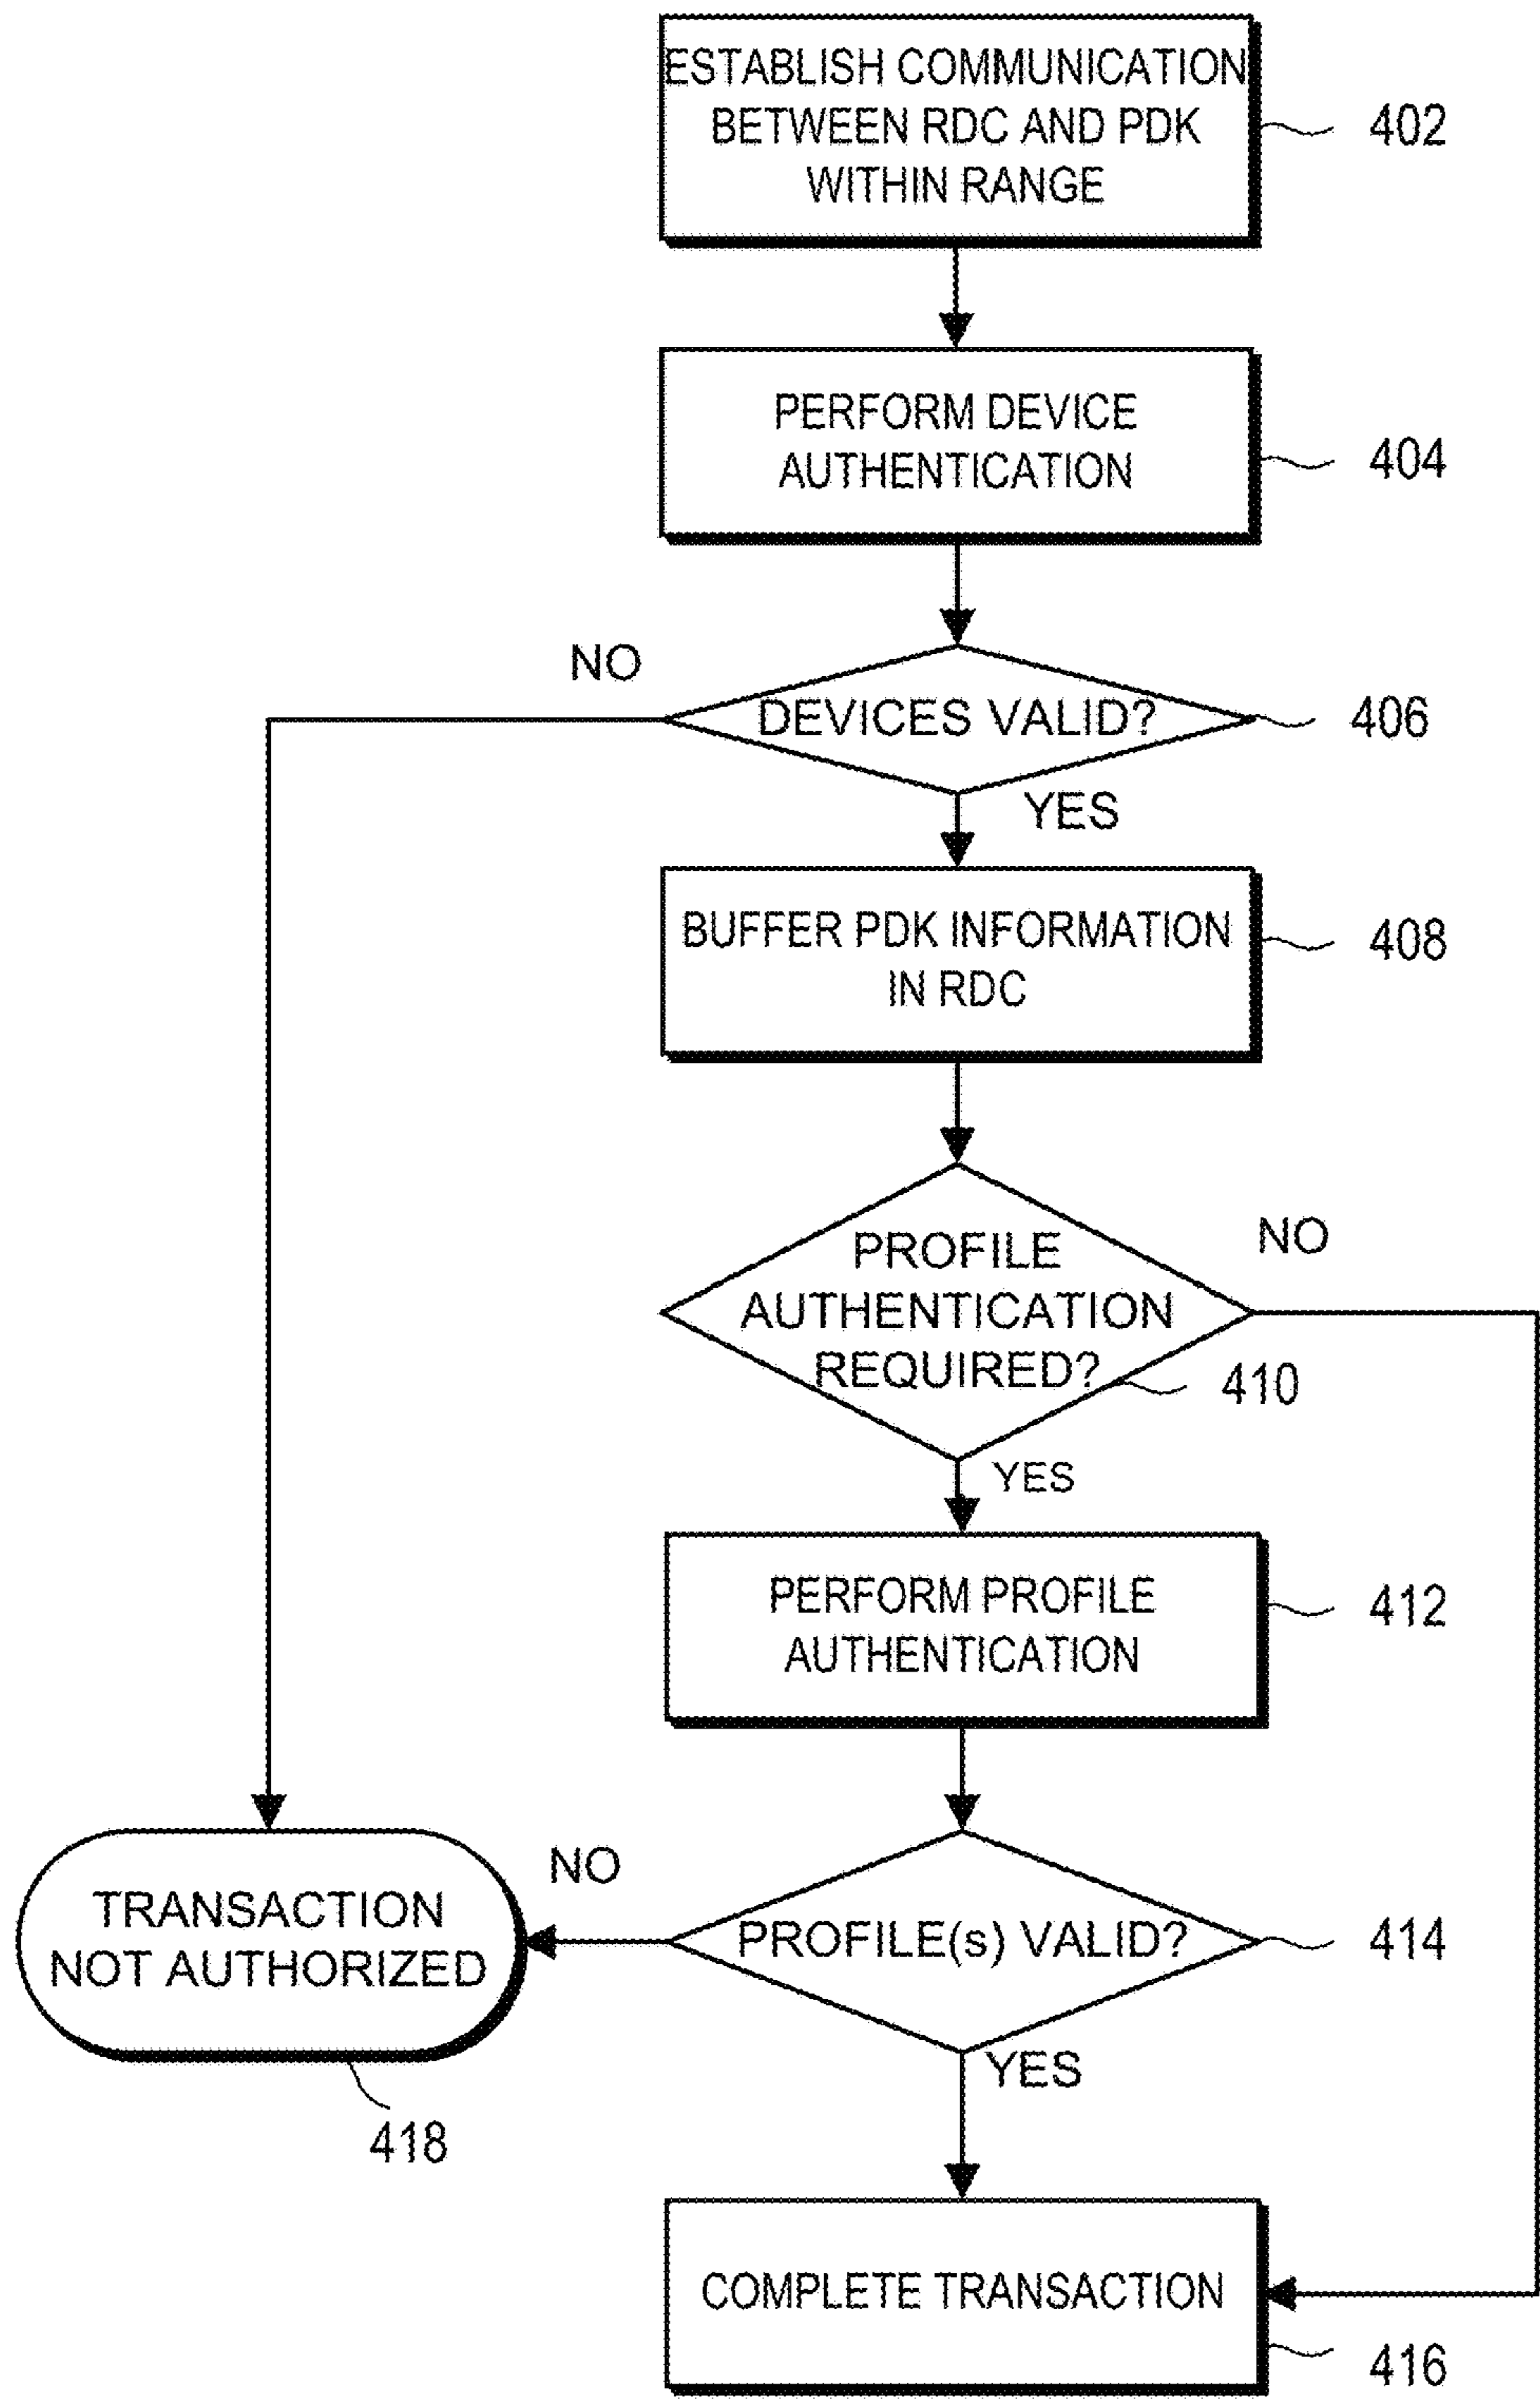 ESTABLISH COMMUNICATION
BETWEEN RDC AND PDK
WITHIN RANGE
402
PERFORM DEVICE
AUTHENTICATION
404
NO
DEVICES VALID?
406
YES
BUFFER PDK INFORMATION
IN RDC
408
PROFILE
AUTHENTICATION
REQUIRED?
NO
410
YES
PERFORM PROFILE
AUTHENTICATION
412
TRANSACTION
NOT AUTHORIZED
418
NO
PROFILE(s) VALID?
414
YES
COMPLETE TRANSACTION
416